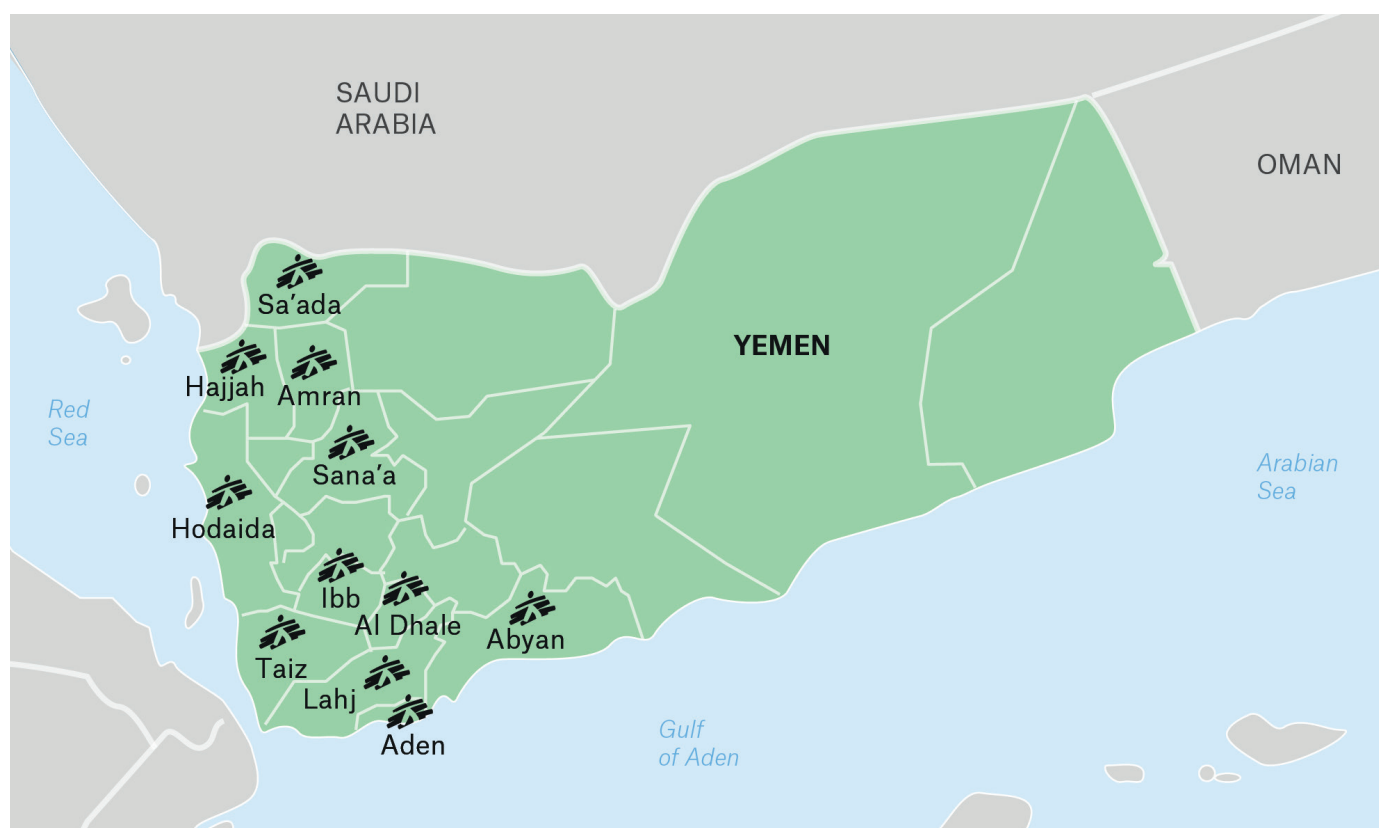 SAUDI
ARABIA
OMAN
Sa’ada
YEMEN
Hajjah
Amran
Red
Sea
Sana’a
Arabian
Sea
Hodaida
Ibb
Al Dhale
Abyan
Taiz
Lahj
Aden
Gulf
of Aden